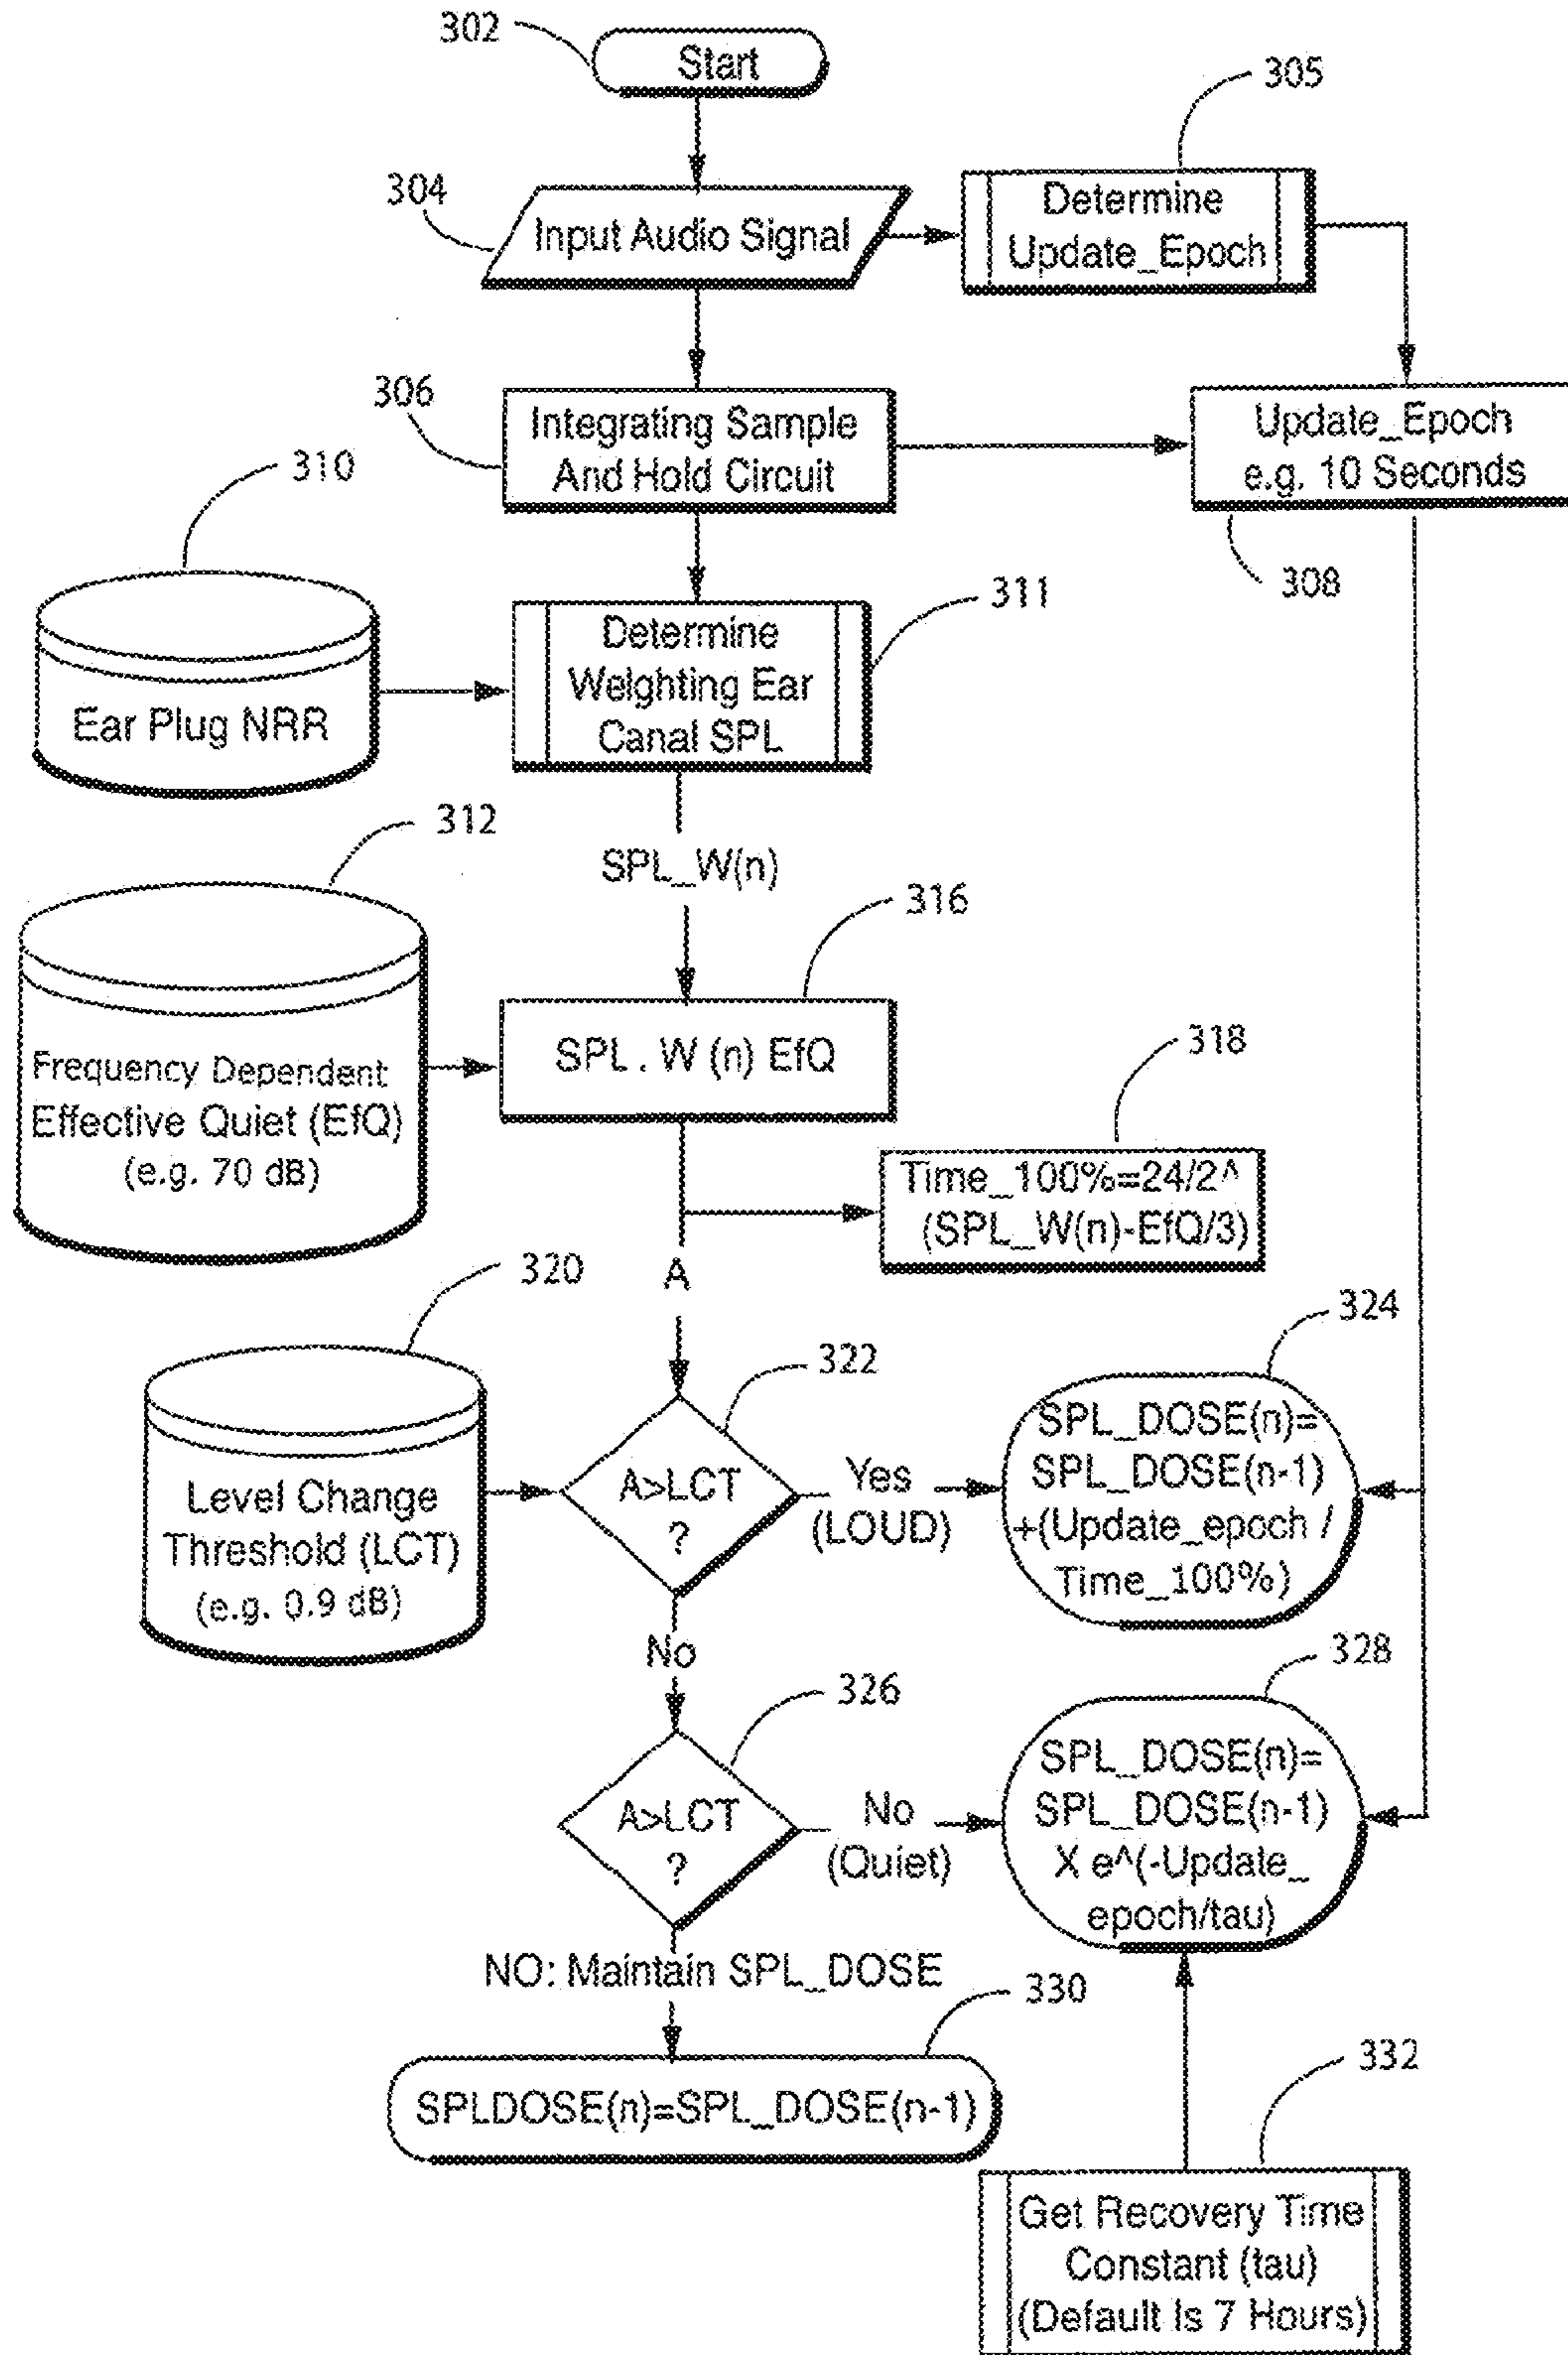 302
Start
305
304
Input Audio Signal
Determine
Update_Epoch
306
Integrating Sample
And Hold Circuit
Update_Epoch
e.g. 10 Seconds
308
310
Ear Plug NRR
311
Determine
Weighting Ear
Canal SPL
312
SPL_W(n)
316
Frequency Dependent
Effective Quiet (EfQ)
(e.g. 70 dB)
SPL . W (n) EfQ
318
Time_100%=24/2^
(SPL_W(n)-EfQ/3)
A
320
Level Change
Threshold (LCT)
(e.g. 0.9 dB)
322
A>LCT
?
Yes
(LOUD)
324
SPL_DOSE(n)=
SPL_DOSE(n-1)
+(Update_epoch /
Time_100%)
No
326
A>LCT
?
No
(Quiet)
328
SPL_DOSE(n)=
SPL_DOSE(n-1)
X e^(-Update_
epoch/tau)
NO: Maintain SPL_DOSE
330
SPLDOSE(n)=SPL_DOSE(n-1)
332
Get Recovery Time
Constant (tau)
(Default Is 7 Hours)